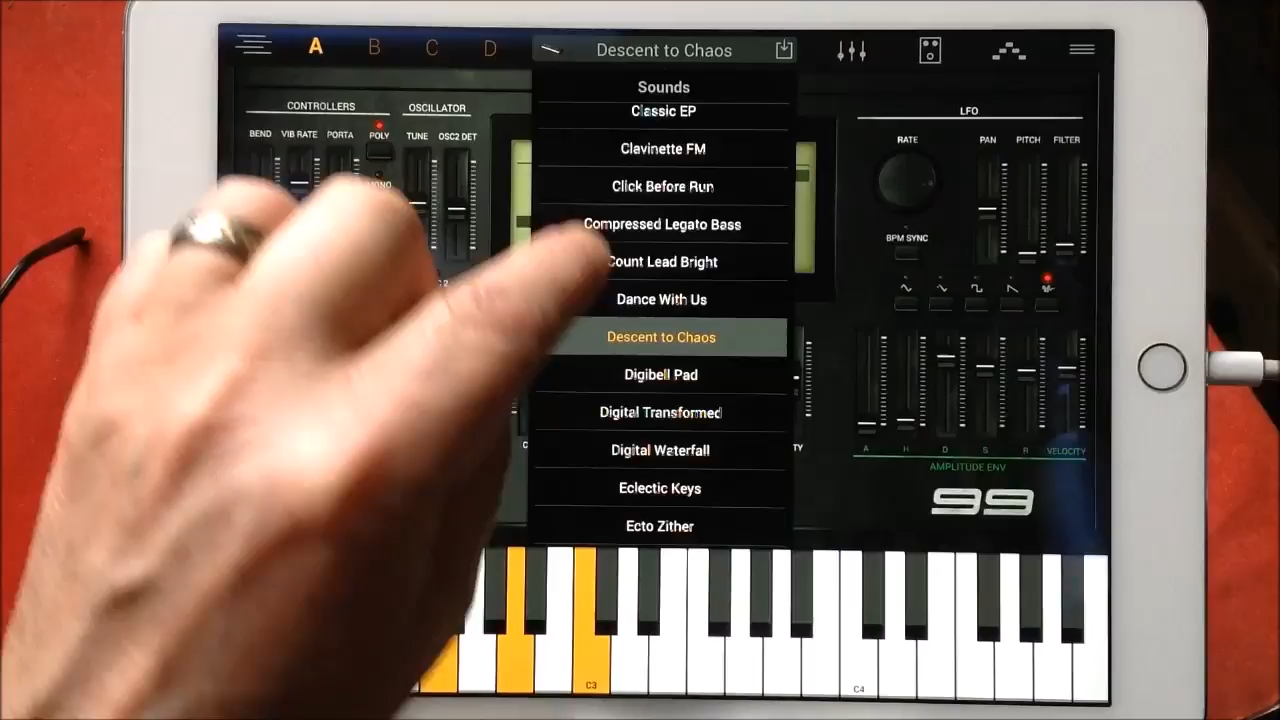 A B C D Descent to Chaos
Sounds
Classic EP
Clavinette FM
Click Before Run
Compressed Legato Bass
Count Lead Bright
Dance With Us
Descent to Chaos
Digibell Pad
Digital Transformed
Digital Waterfall
Eclectic Keys
Ecto Zither
CONTROLLERS OSCILLATOR
BEND VIB RATE PORTA POLY TUNE OSC2 DET
MONO
LFO
RATE PAN PITCH FILTER
BPM SYNC
A H D S R VELOCITY
AMPLITUDE ENV
99
C3 C4